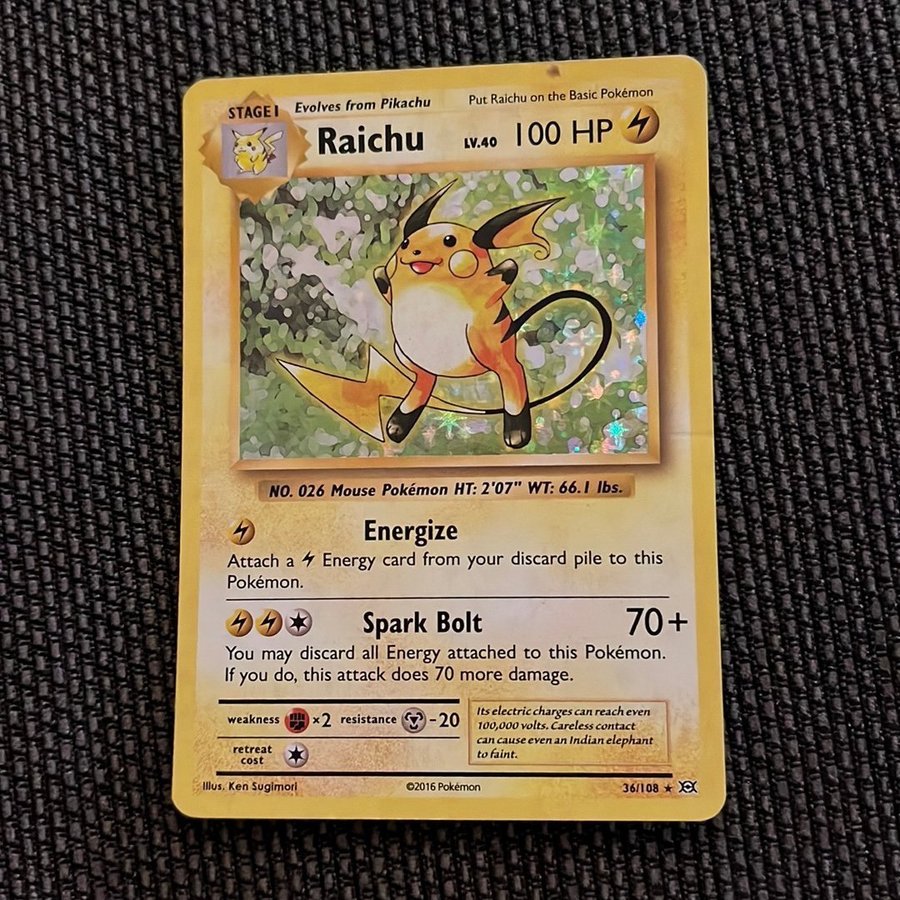 STAGE 1 Evolves from Pikachu Put Raichu on the Basic Pokémon
Raichu LV.40 100 HP
NO. 026 Mouse Pokémon HT: 2'07" WT: 66.1 lbs.
Energize
Attach a Energy card from your discard pile to this
Pokémon.
Spark Bolt 70+
You may discard all Energy attached to this Pokémon.
If you do, this attack does 70 more damage.
weakness ×2 resistance -20
retreat
cost
Its electric charges can reach even
100,000 volts. Careless contact
can cause even an Indian elephant
to faint.
Illus. Ken Sugimori ©2016 Pokémon 36/108 ★